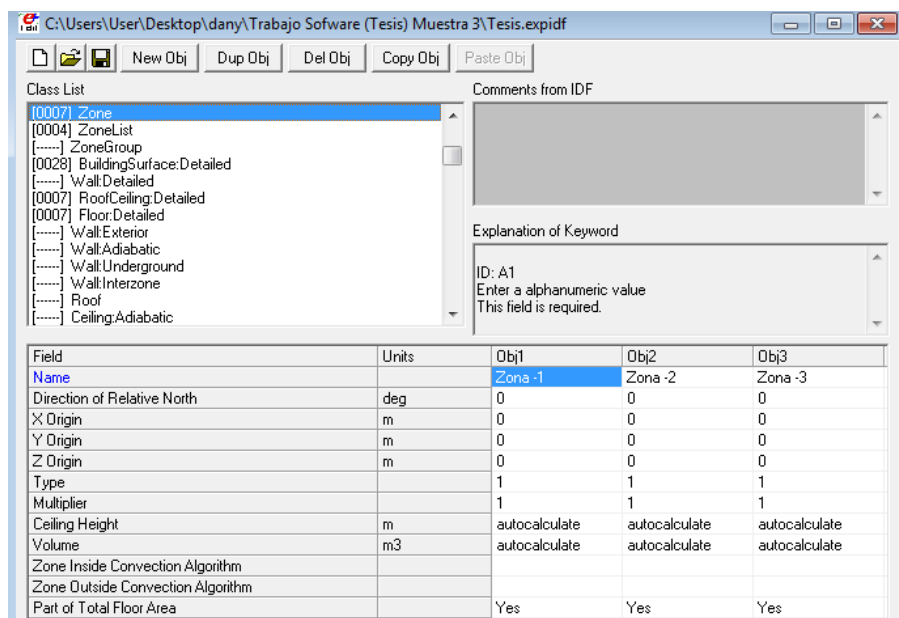 C:\Users\User\Desktop\dany\Trabajo Sofware (Tesis) Muestra 3\Tesis.expidf
New Obj Dup Obj Del Obj Copy Obj Paste Obj
Class List
Comments from IDF
[0007] Zone
[0004] ZoneList
[------] ZoneGroup
[0028] BuildingSurface:Detailed
[------] Wall:Detailed
[0007] RoofCeiling:Detailed
[0007] Floor:Detailed
[------] Wall:Exterior
[------] Wall:Adiabatic
[------] Wall:Underground
[------] Wall:Interzone
[------] Roof
[------] Ceiling:Adiabatic
Explanation of Keyword
ID: A1
Enter a alphanumeric value
This field is required.
Field Units Obj1 Obj2 Obj3
Name Zona -1 Zona -2 Zona -3
Direction of Relative North deg 0 0 0
X Origin m 0 0 0
Y Origin m 0 0 0
Z Origin m 0 0 0
Type 1 1 1
Multiplier 1 1 1
Ceiling Height m autocalculate autocalculate autocalculate
Volume m3 autocalculate autocalculate autocalculate
Zone Inside Convection Algorithm
Zone Outside Convection Algorithm
Part of Total Floor Area Yes Yes Yes